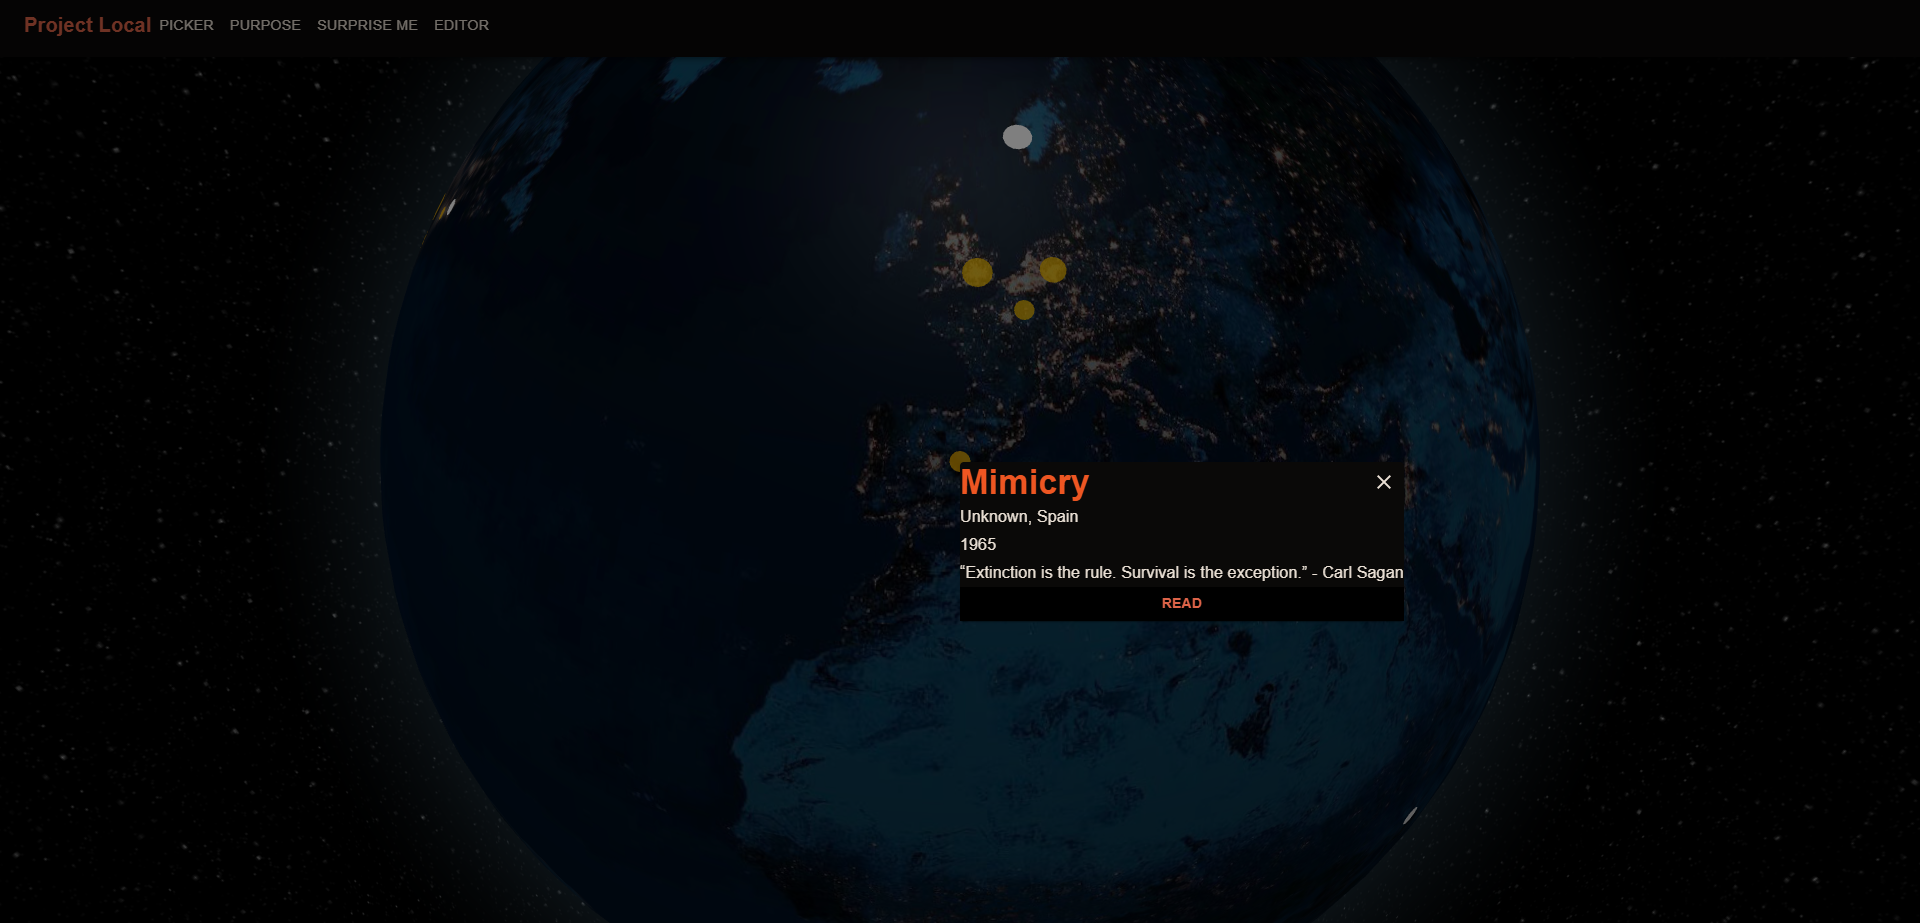 Project Local PICKER PURPOSE SURPRISE ME EDITOR
Mimicry
Unknown, Spain
1965
“Extinction is the rule. Survival is the exception.” - Carl Sagan
READ